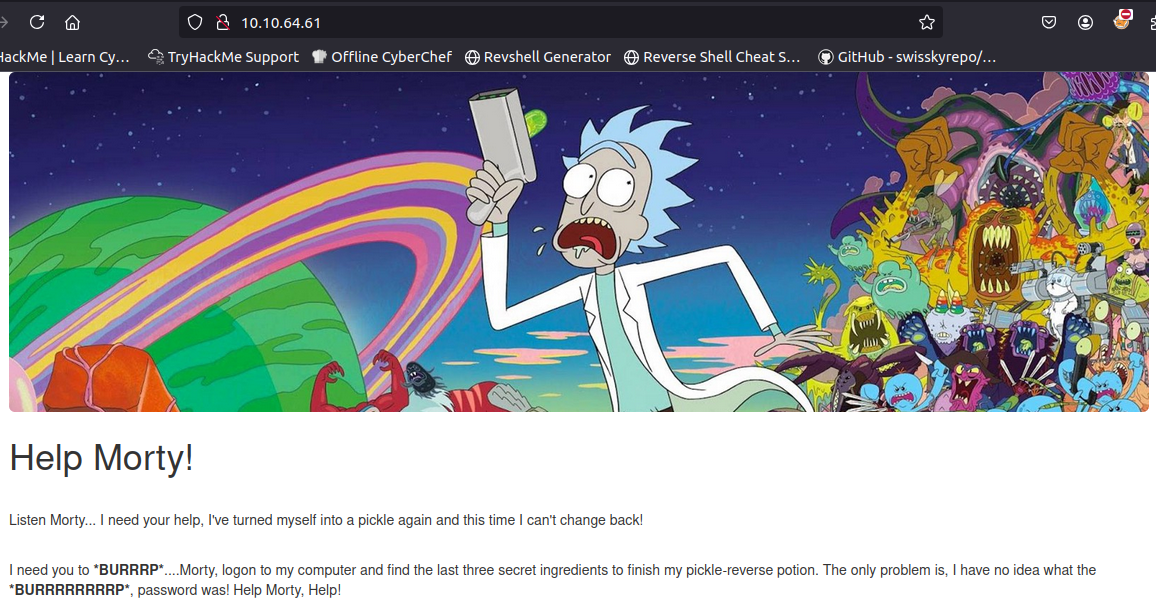 10.10.64.61
HackMe | Learn Cy… TryHackMe Support Offline CyberChef Revshell Generator Reverse Shell Cheat S… GitHub - swisskyrepo/…
Help Morty!
Listen Morty... I need your help, I've turned myself into a pickle again and this time I can't change back!
I need you to *BURRRP*....Morty, logon to my computer and find the last three secret ingredients to finish my pickle-reverse potion. The only problem is, I have no idea what the
*BURRRRRRRRP*, password was! Help Morty, Help!